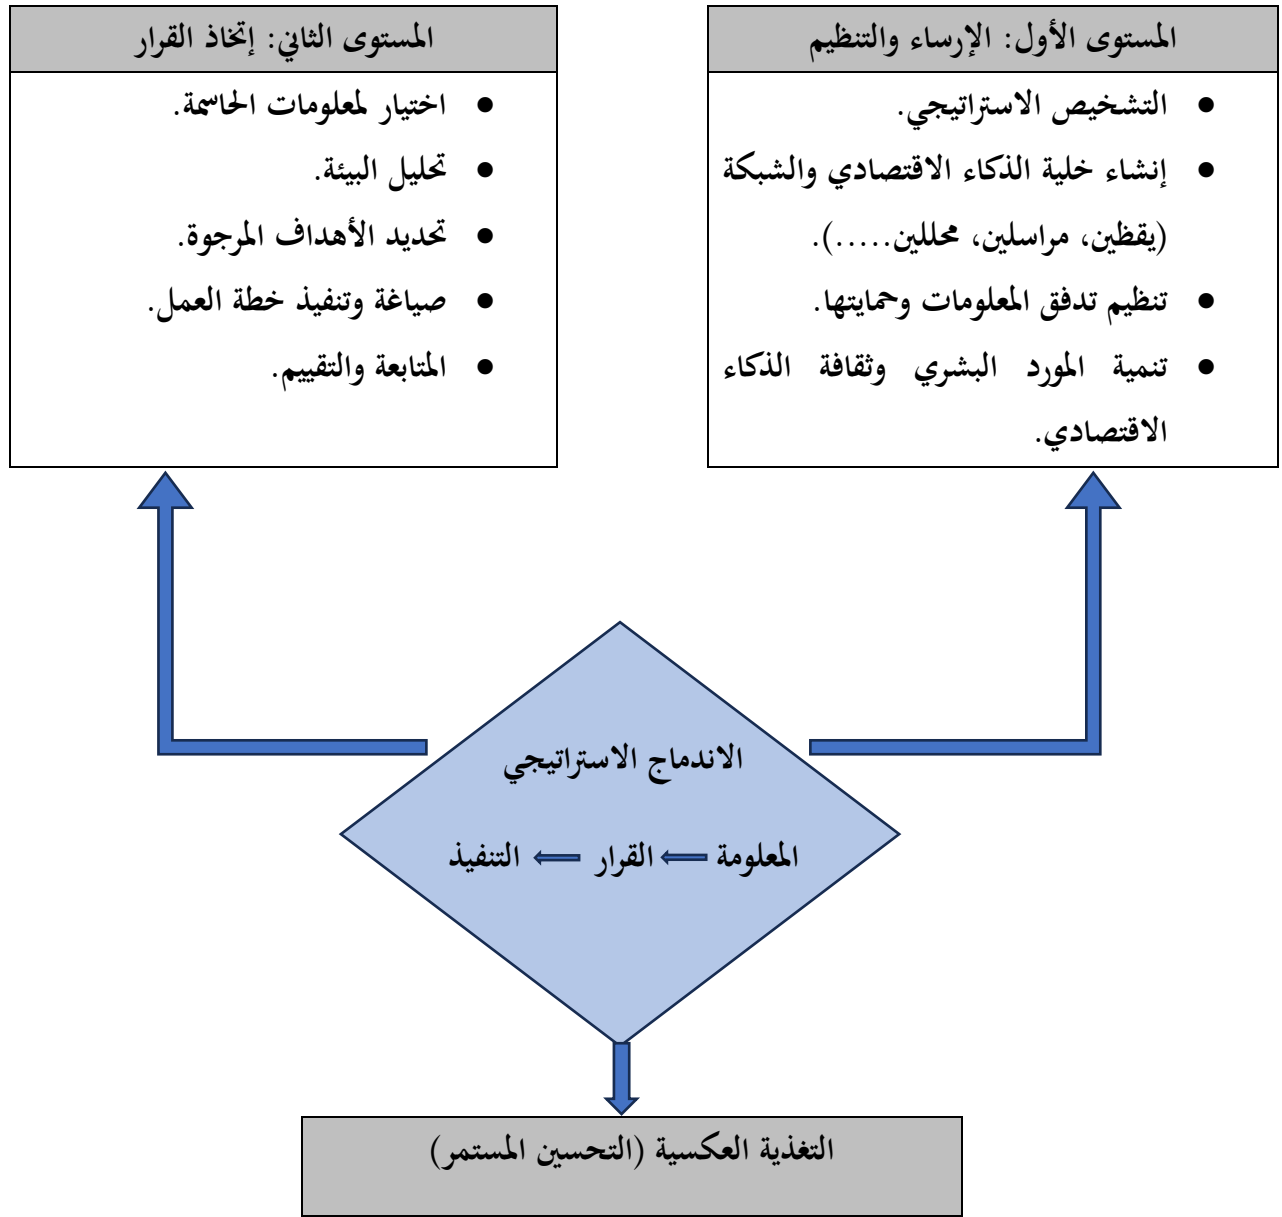 المستوى الأول: الإرساء والتنظيم
● التشخيص الاستراتيجي.
● إنشاء خلية الذكاء الاقتصادي والشبكة
(يقظين، مراسلين، محللين.....).
● تنظيم تدفق المعلومات وحمايتها.
● تنمية المورد البشري وثقافة الذكاء
الاقتصادي.
المستوى الثاني: إتخاذ القرار
● اختيار لمعلومات الحاسمة.
● تحليل البيئة.
● تحديد الأهداف المرجوة.
● صياغة وتنفيذ خطة العمل.
● المتابعة والتقييم.
الاندماج الاستراتيجي
المعلومة ← القرار ← التنفيذ
التغذية العكسية (التحسين المستمر)